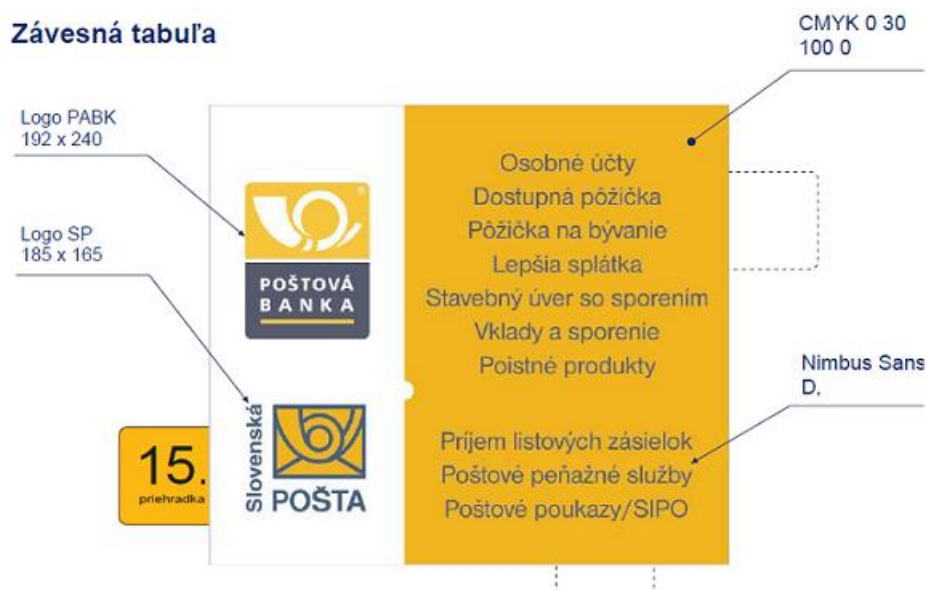 Závesná tabuľa
CMYK 0 30
100 0
Logo PABK
192 x 240
Logo SP
185 x 165
POŠTOVÁ
BANKA
Slovenská
POŠTA
15.
priehradka
Osobné účty
Dostupná pôžička
Pôžička na bývanie
Lepšia splátka
Stavebný úver so sporením
Vklady a sporenie
Poistné produkty
Príjem listových zásielok
Poštové peňažné služby
Poštové poukazy/SIPO
Nimbus Sans
D,